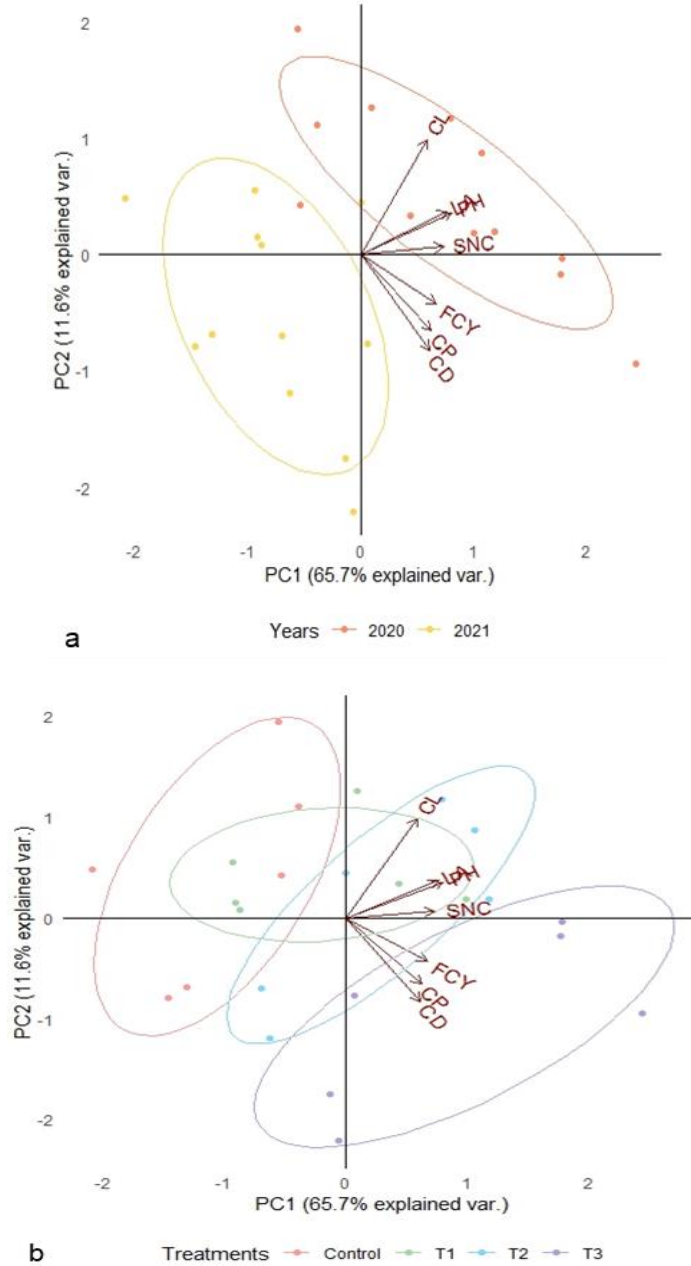 2
1
0
-1
-2
PC2 (11.6% explained var.)
CL
PH
SNC
FCY
CP
CD
-2 -1 0 1 2
PC1 (65.7% explained var.)
a
Years 2020 2021
2
1
0
-1
-2
PC2 (11.6% explained var.)
CL
PH
SNC
FCY
CP
CD
-2 -1 0 1 2
PC1 (65.7% explained var.)
b
Treatments Control T1 T2 T3